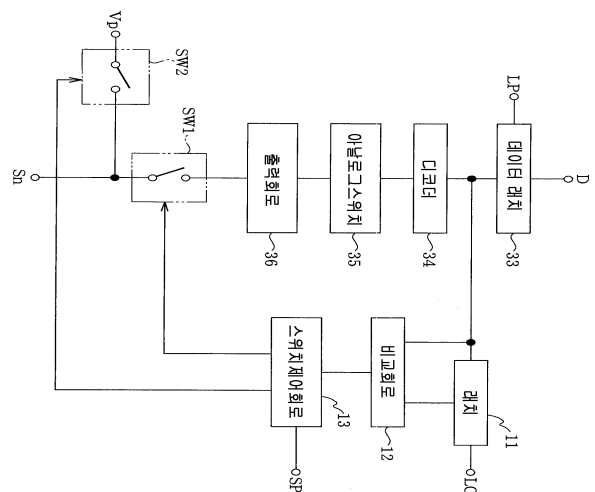 D
LP
데이터 래치
33
디코더
34
아날로그스위치
35
출력회로
36
SW1
SW2
Vp
Sn
래치
11
LC
비교회로
12
스위치제어회로
13
SP